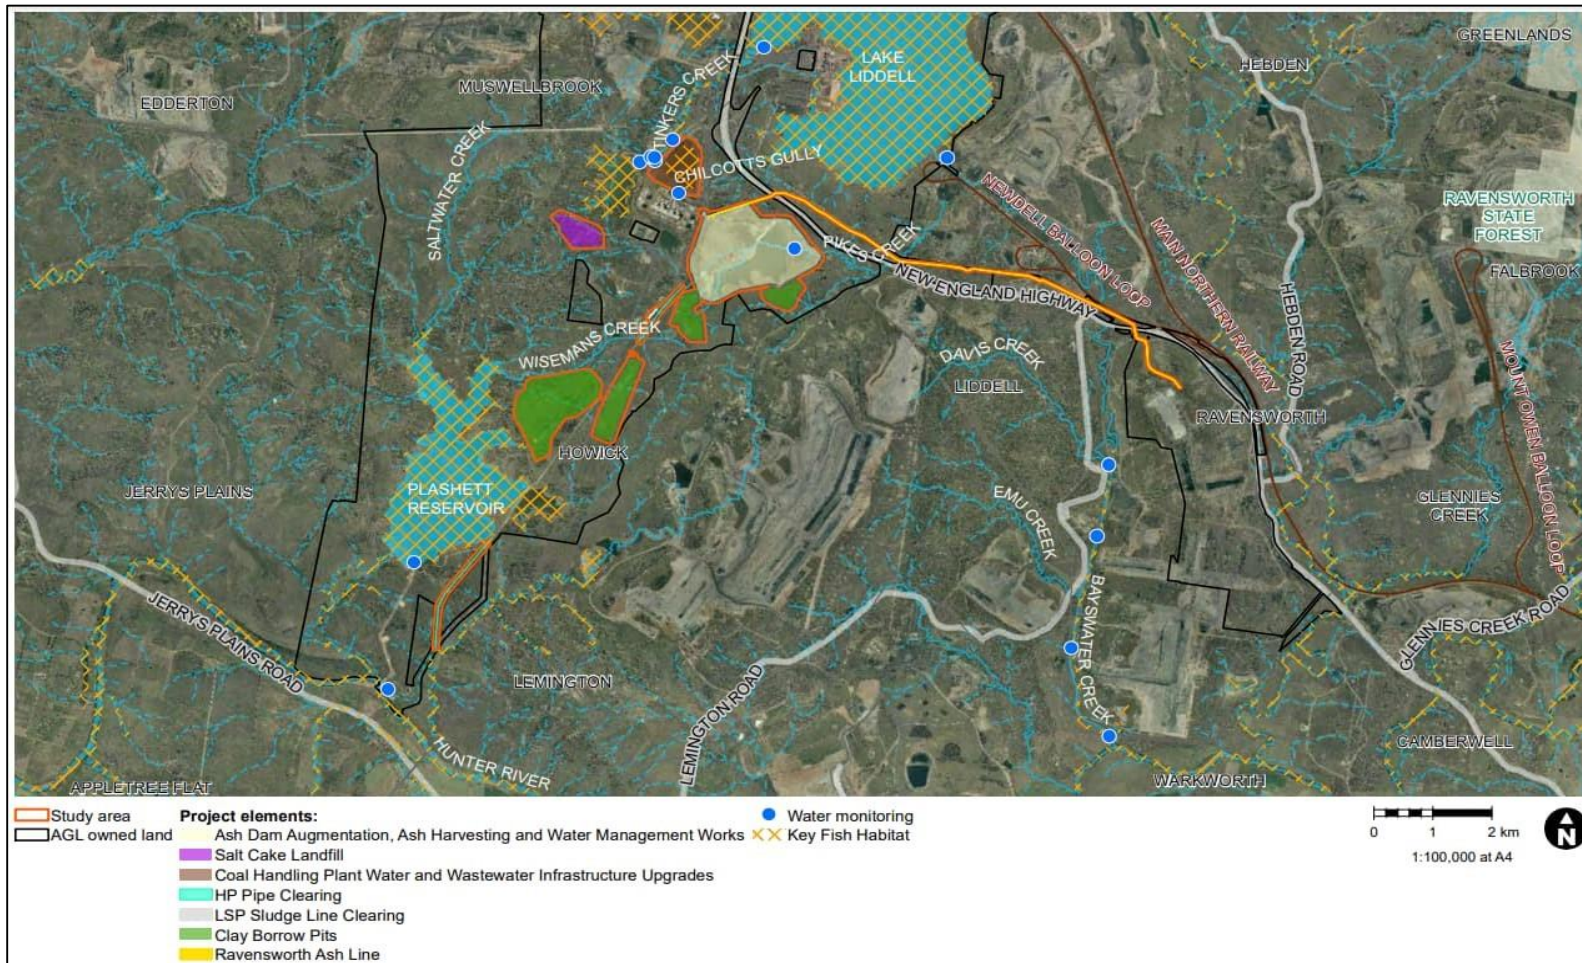 GREENLANDS
HEBDEN
LAKE
LIDDELL
MUSWELLBROOK
EDDERTON
TINKERS CREEK
SALTWATER CREEK
CHILCOTTS GULLY
NEWDELL BALLOON LOOP
MAIN NORTHERN RAILWAY
RAVENSWORTH
STATE
FOREST
FALBROOK
PIKES CREEK
NEW ENGLAND HIGHWAY
HEBDEN ROAD
MOUNT OWEN BALLOON LOOP
WISEMANS CREEK
DAVIS CREEK
LIDDELL
RAVENSWORTH
HOWICK
JERRYS PLAINS
PLASHETT
RESERVOIR
EMU CREEK
GLENNIES
CREEK
BAYSWATER CREEK
JERRYS PLAINS ROAD
GLENNIES CREEK ROAD
LEMINGTON
LEMINGTON ROAD
HUNTER RIVER
CAMBERWELL
APPLETREE FLAT
WARKWORTH
Study area
AGL owned land
Project elements:
Ash Dam Augmentation, Ash Harvesting and Water Management Works
Salt Cake Landfill
Coal Handling Plant Water and Wastewater Infrastructure Upgrades
HP Pipe Clearing
LSP Sludge Line Clearing
Clay Borrow Pits
Ravensworth Ash Line
Water monitoring
Key Fish Habitat
0 1 2 km
1:100,000 at A4
N